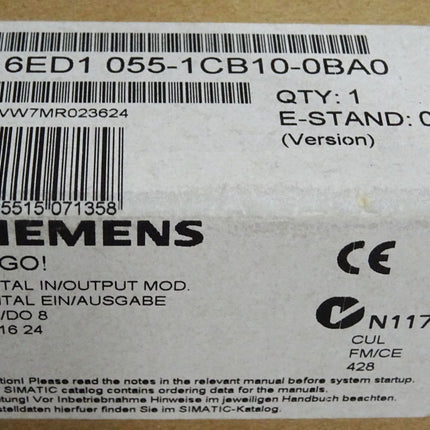 6ED1 055-1CB10-0BA0
VW7MR023624
QTY: 1
E-STAND: 0
(Version)
5515 071358
IEMENS
GO!
TAL IN/OUTPUT MOD.
ITAL EIN/AUSGABE
/DO 8
16 24
CE
N117
CUL
FM/CE
428
tion! Please read the notes in the relevant manual before system startup.
SIMATIC catalog contains ordering data for the manuals.
tung! Vor Inbetriebnahme Hinweise im jeweiligen Handbuch beachten.
stelldaten hierfuer finden Sie im SIMATIC-Katalog.